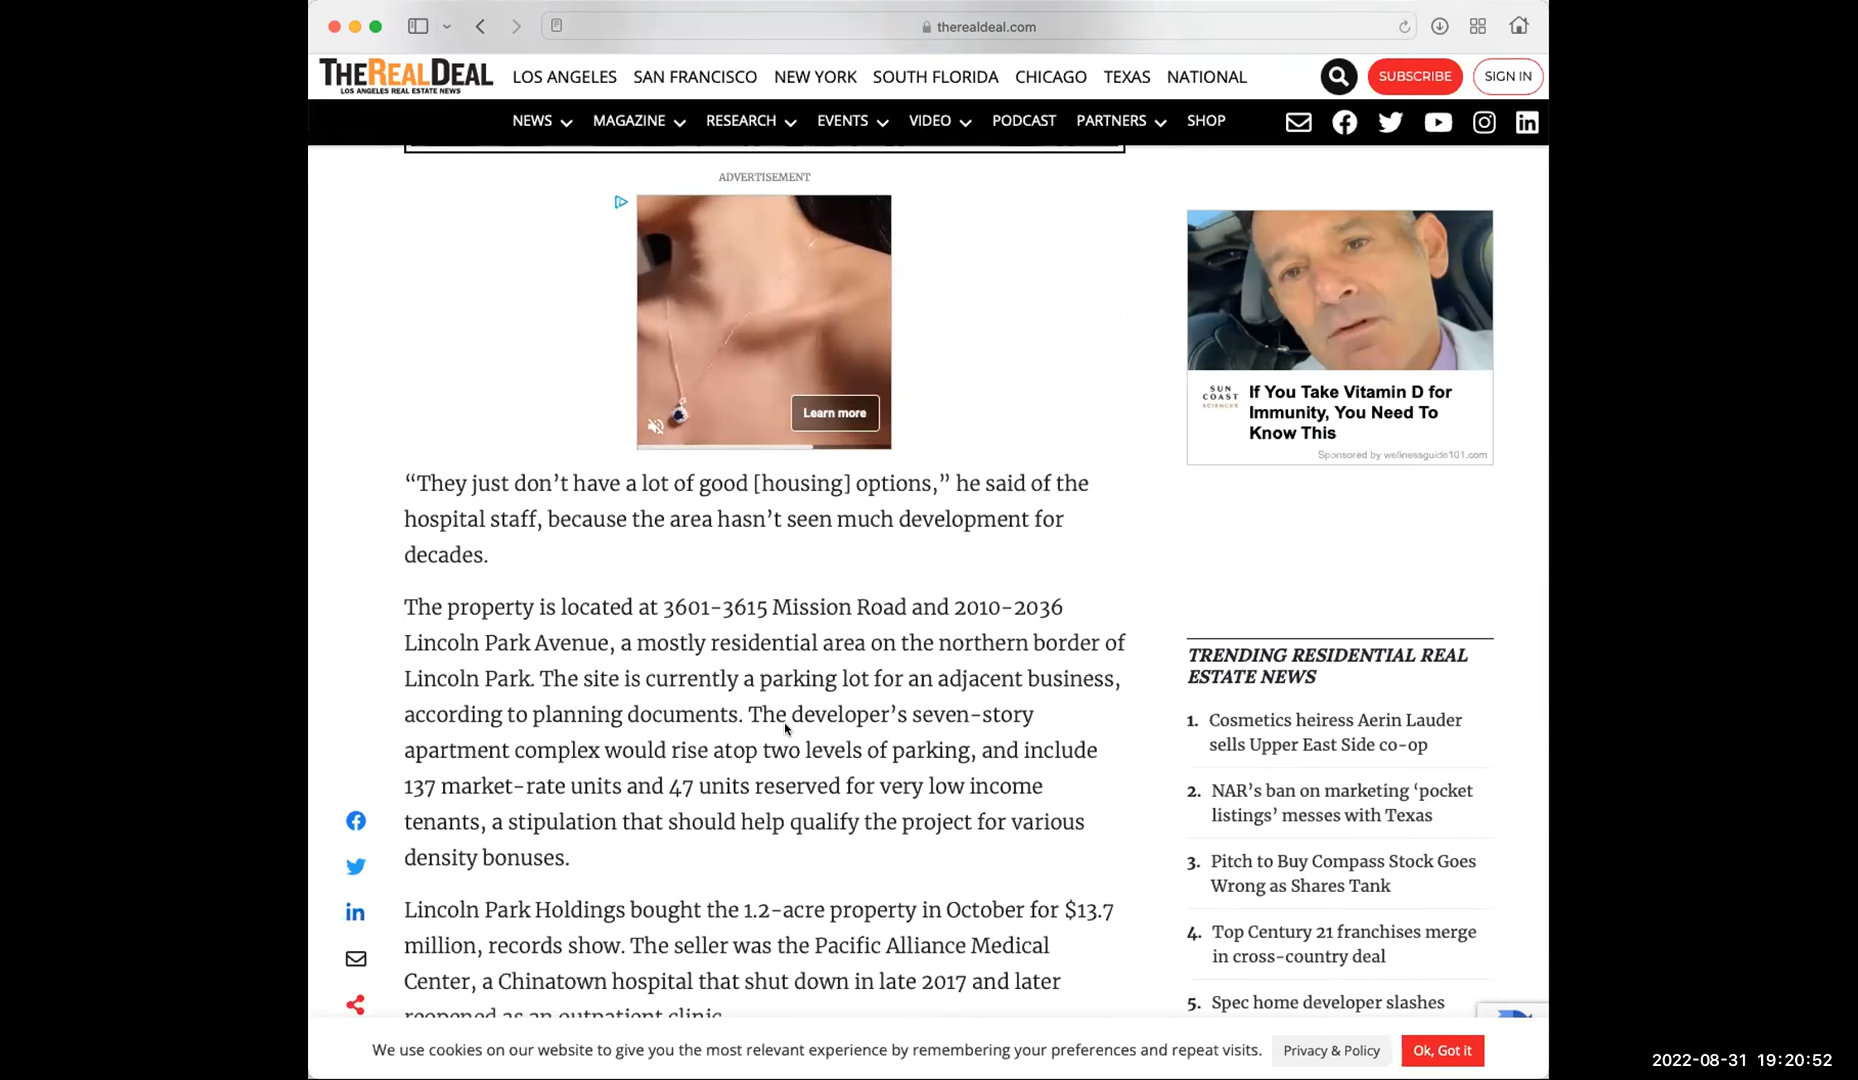 therealdeal.com
THEREALDEAL
LOS ANGELES REAL ESTATE NEWS
LOS ANGELES SAN FRANCISCO NEW YORK SOUTH FLORIDA CHICAGO TEXAS NATIONAL
SUBSCRIBE
SIGN IN
NEWS MAGAZINE RESEARCH EVENTS VIDEO PODCAST PARTNERS SHOP
ADVERTISEMENT
Learn more
“They just don’t have a lot of good [housing] options,” he said of the
hospital staff, because the area hasn’t seen much development for
decades.
The property is located at 3601-3615 Mission Road and 2010-2036
Lincoln Park Avenue, a mostly residential area on the northern border of
Lincoln Park. The site is currently a parking lot for an adjacent business,
according to planning documents. The developer’s seven-story
apartment complex would rise atop two levels of parking, and include
137 market-rate units and 47 units reserved for very low income
tenants, a stipulation that should help qualify the project for various
density bonuses.
Lincoln Park Holdings bought the 1.2-acre property in October for $13.7
million, records show. The seller was the Pacific Alliance Medical
Center, a Chinatown hospital that shut down in late 2017 and later
reopened as an outpatient clinic.
SUN
COAST
SCIENCES
If You Take Vitamin D for
Immunity, You Need To
Know This
Sponsored by wellnessguide101.com
TRENDING RESIDENTIAL REAL
ESTATE NEWS
1. Cosmetics heiress Aerin Lauder
sells Upper East Side co-op
2. NAR’s ban on marketing ‘pocket
listings’ messes with Texas
3. Pitch to Buy Compass Stock Goes
Wrong as Shares Tank
4. Top Century 21 franchises merge
in cross-country deal
5. Spec home developer slashes
We use cookies on our website to give you the most relevant experience by remembering your preferences and repeat visits.
Privacy & Policy
Ok, Got it
2022-08-31 19:20:52